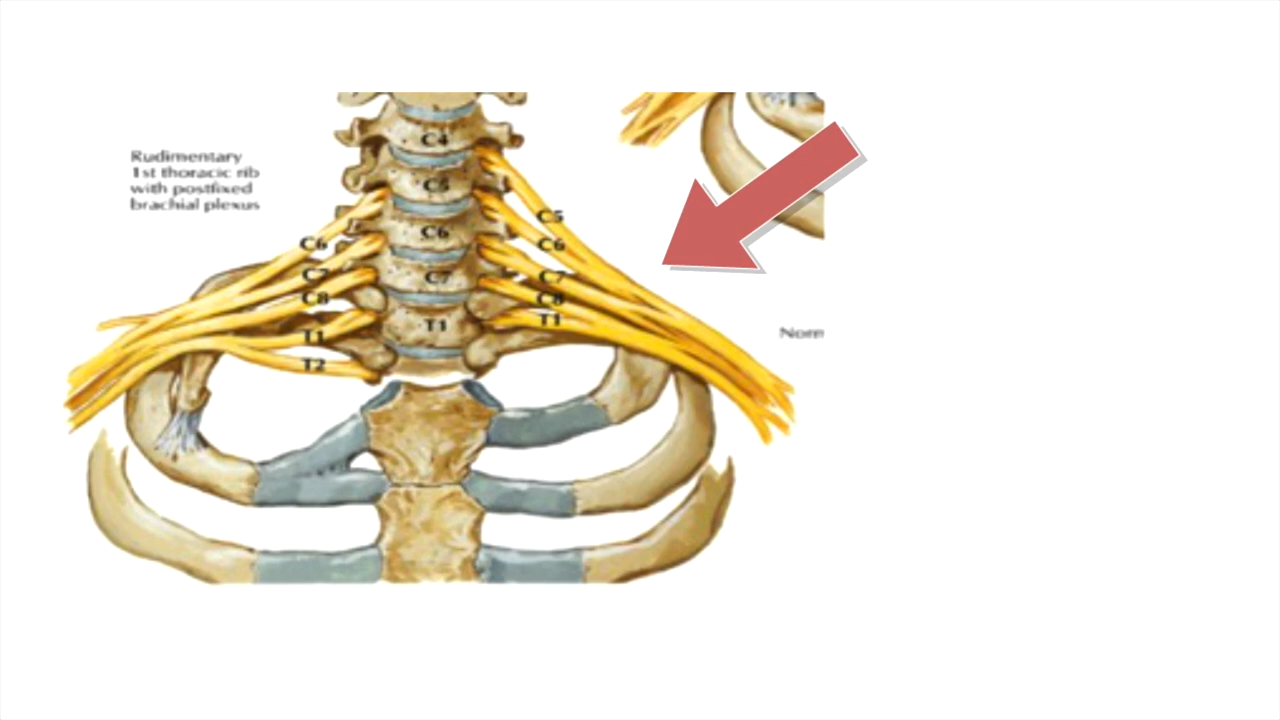 Rudimentary
1st thoracic rib
with postfixed
brachial plexus
C4
C5
C6
C7
T1
C6
C7
C8
T1
T2
C5
C6
C7
C8
T1
Norm